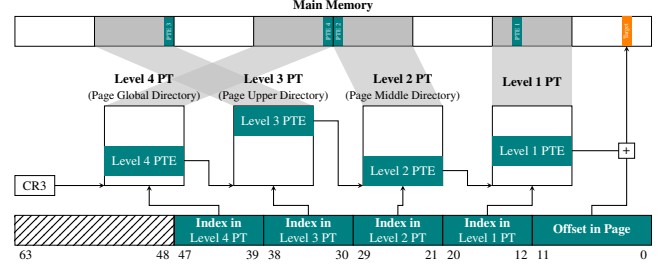 Main Memory
PTE 3
PTE 4
PTE 2
PTE 1
Target
Level 4 PT
(Page Global Directory)
Level 3 PT
(Page Upper Directory)
Level 2 PT
(Page Middle Directory)
Level 1 PT
Level 4 PTE
Level 3 PTE
Level 2 PTE
Level 1 PTE
+
CR3
Index in
Level 4 PT
Index in
Level 3 PT
Index in
Level 2 PT
Index in
Level 1 PT
Offset in Page
63 48 47 39 38 30 29 21 20 12 11 0